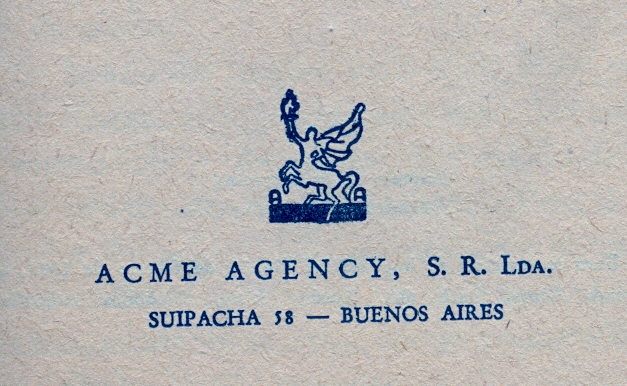 ACME AGENCY, S. R. LDA.
SUIPACHA 58 — BUENOS AIRES